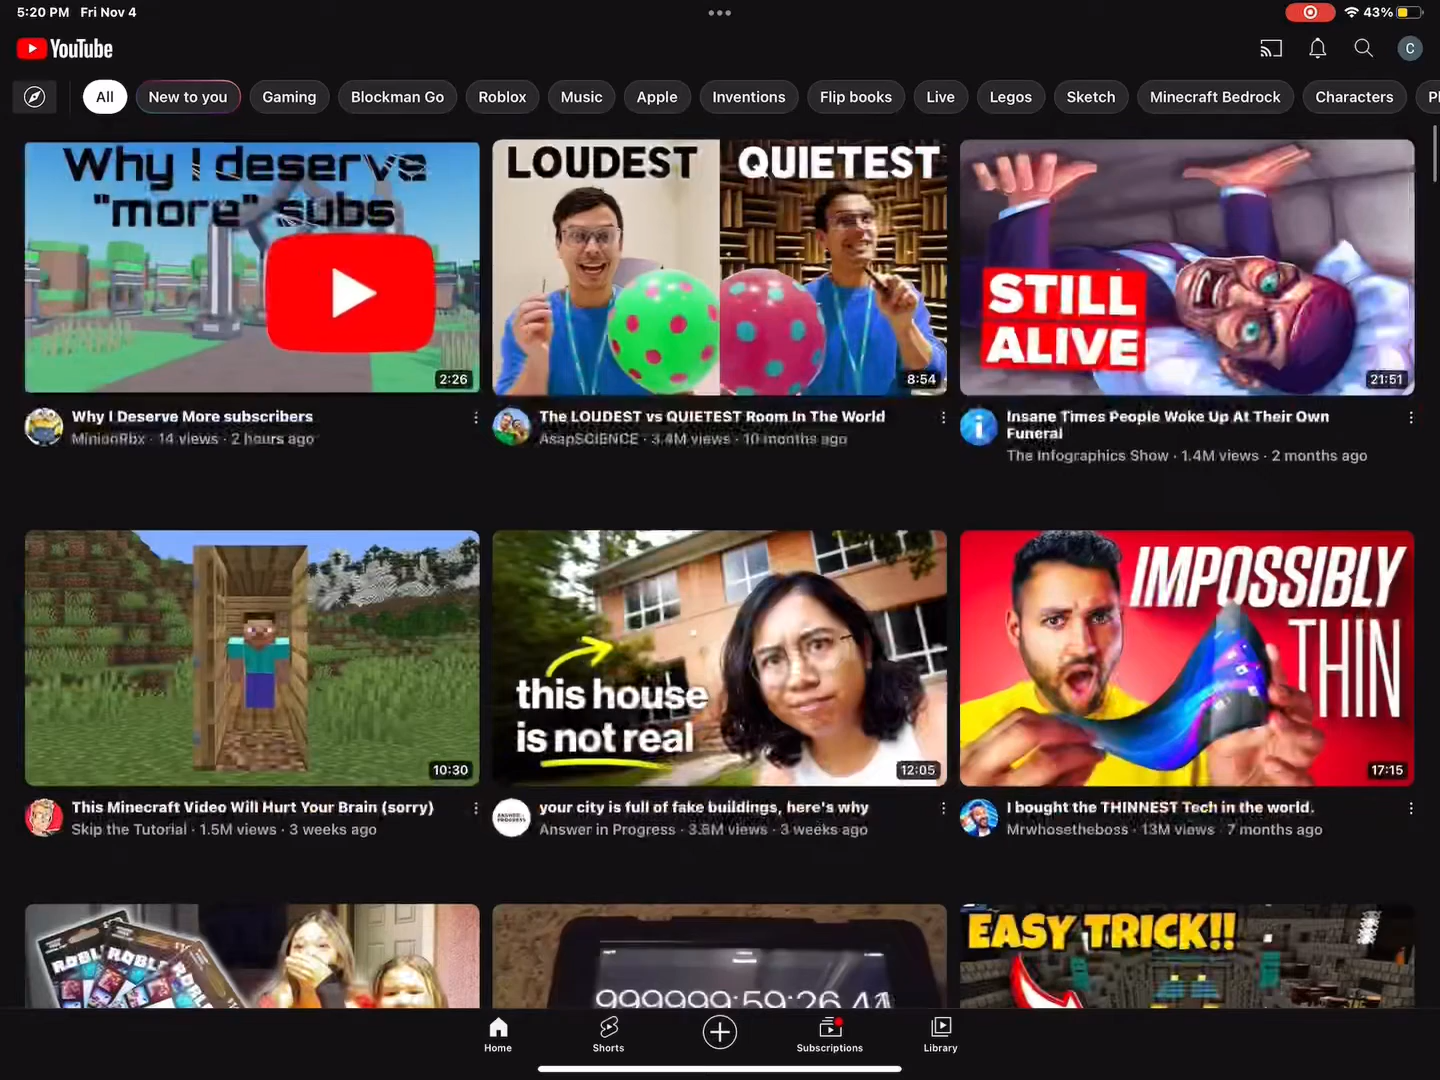 5:20 PM Fri Nov 4
43%
YouTube
C
All
New to you
Gaming
Blockman Go
Roblox
Music
Apple
Inventions
Flip books
Live
Legos
Sketch
Minecraft Bedrock
Characters
Why I deserve
"more" subs
2:26
LOUDEST
QUIETEST
8:54
STILL
ALIVE
21:51
Why I Deserve More subscribers
MinionRbx · 14 views · 2 hours ago
The LOUDEST vs QUIETEST Room In The World
AsapSCIENCE · 3.4M views · 10 months ago
Insane Times People Woke Up At Their Own
Funeral
The Infographics Show · 1.4M views · 2 months ago
10:30
this house
is not real
12:05
IMPOSSIBLY
THIN
17:15
This Minecraft Video Will Hurt Your Brain (sorry)
Skip the Tutorial · 1.5M views · 3 weeks ago
ANSWER IN
PROGRESS
your city is full of fake buildings, here's why
Answer in Progress · 3.8M views · 3 weeks ago
I bought the THINNEST Tech in the world.
Mrwhosetheboss · 13M views · 7 months ago
EASY TRICK!!
Home
Shorts
Subscriptions
Library